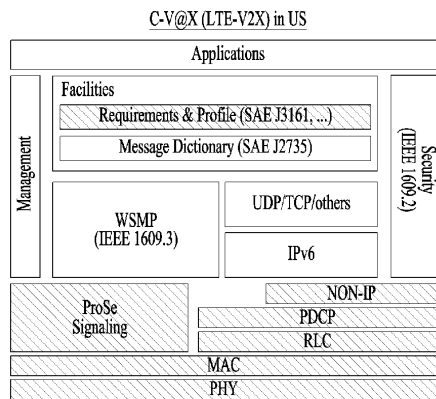 C-V@X (LTE-V2X) in US
Applications
Management
Facilities
Requirements & Profile (SAE J3161, ...)
Message Dictionary (SAE J2735)
Security
(IEEE 1609.2)
WSMP
(IEEE 1609.3)
UDP/TCP/others
IPv6
ProSe
Signaling
NON-IP
PDCP
RLC
MAC
PHY